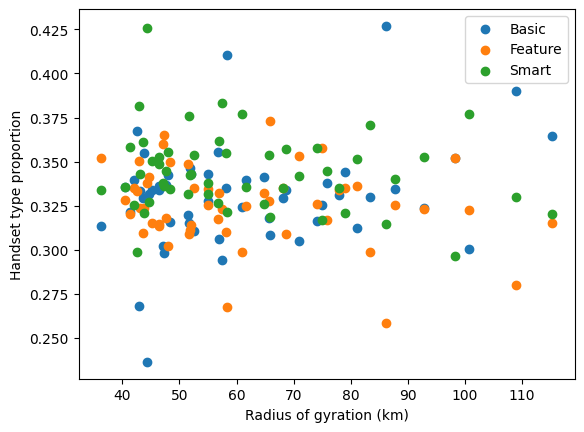 Basic
Feature
Smart
0.425
0.400
0.375
0.350
0.325
0.300
0.275
0.250
Handset type proportion
40 50 60 70 80 90 100 110
Radius of gyration (km)